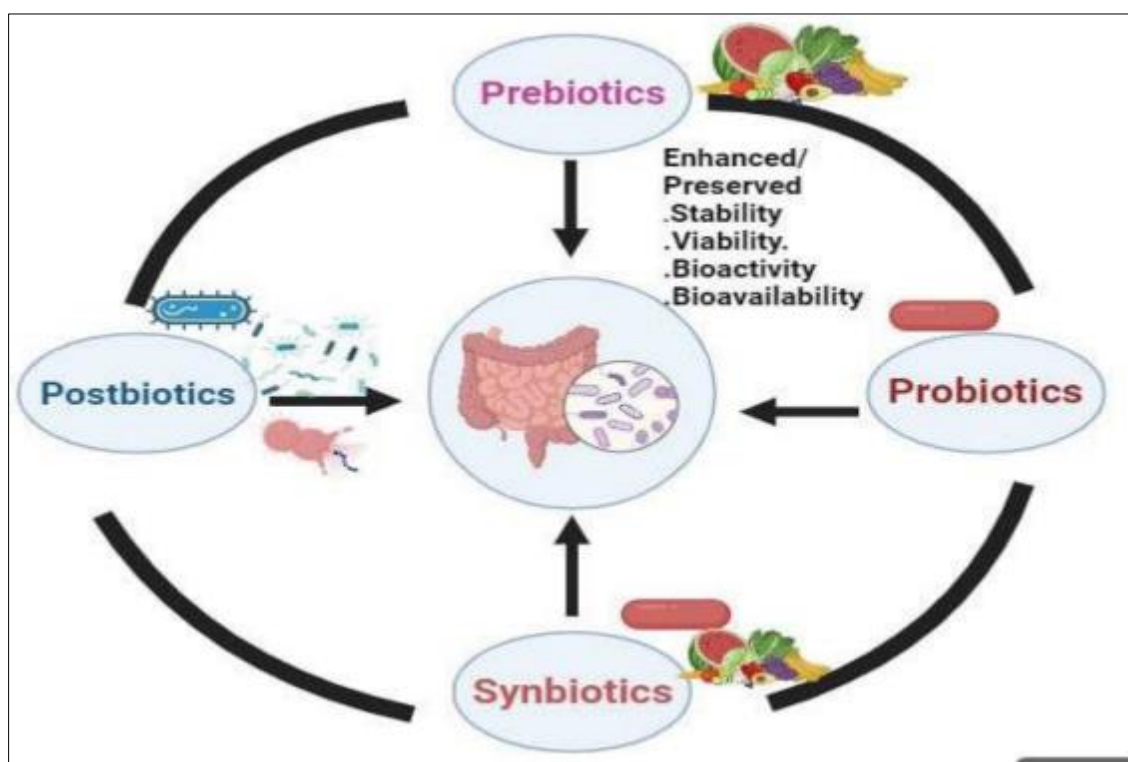 Prebiotics
Enhanced/
Preserved
.Stability
.Viability.
.Bioactivity
.Bioavailability
Postbiotics
Probiotics
Synbiotics